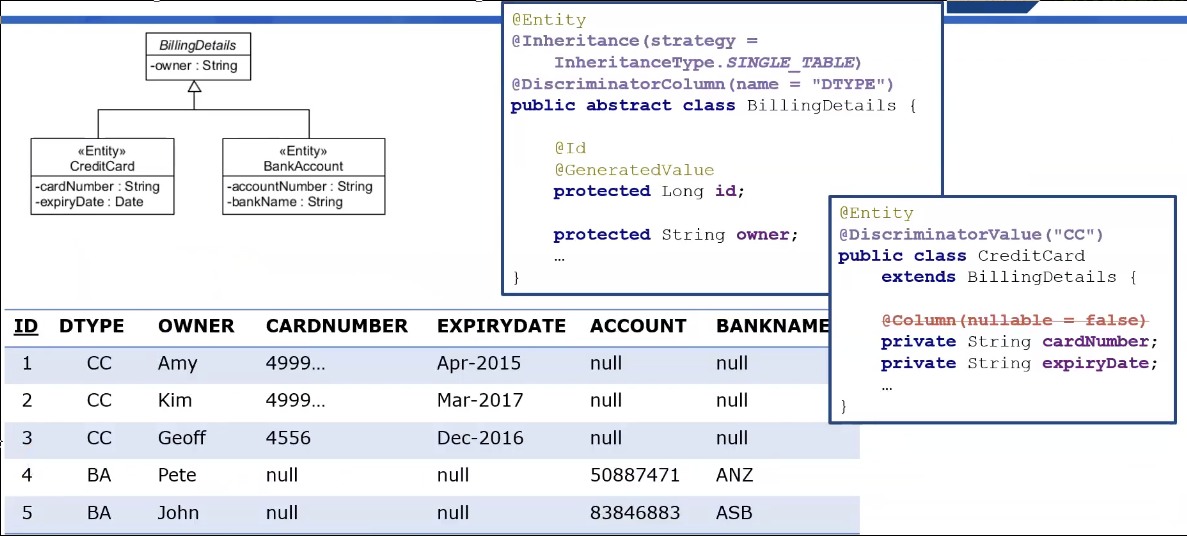 BillingDetails
-owner : String
«Entity»
CreditCard
-cardNumber : String
-expiryDate : Date
«Entity»
BankAccount
-accountNumber : String
-bankName : String
@Entity
@Inheritance(strategy =
InheritanceType.SINGLE_TABLE)
@DiscriminatorColumn(name = "DTYPE")
public abstract class BillingDetails {
@Id
@GeneratedValue
protected Long id;
protected String owner;
…
}
@Entity
@DiscriminatorValue("CC")
public class CreditCard
extends BillingDetails {
@Column(nullable = false)
private String cardNumber;
private String expiryDate;
…
}
ID DTYPE OWNER CARDNUMBER EXPIRYDATE ACCOUNT BANKNAME
1 CC Amy 4999… Apr-2015 null null
2 CC Kim 4999… Mar-2017 null null
3 CC Geoff 4556 Dec-2016 null null
4 BA Pete null null 50887471 ANZ
5 BA John null null 83846883 ASB